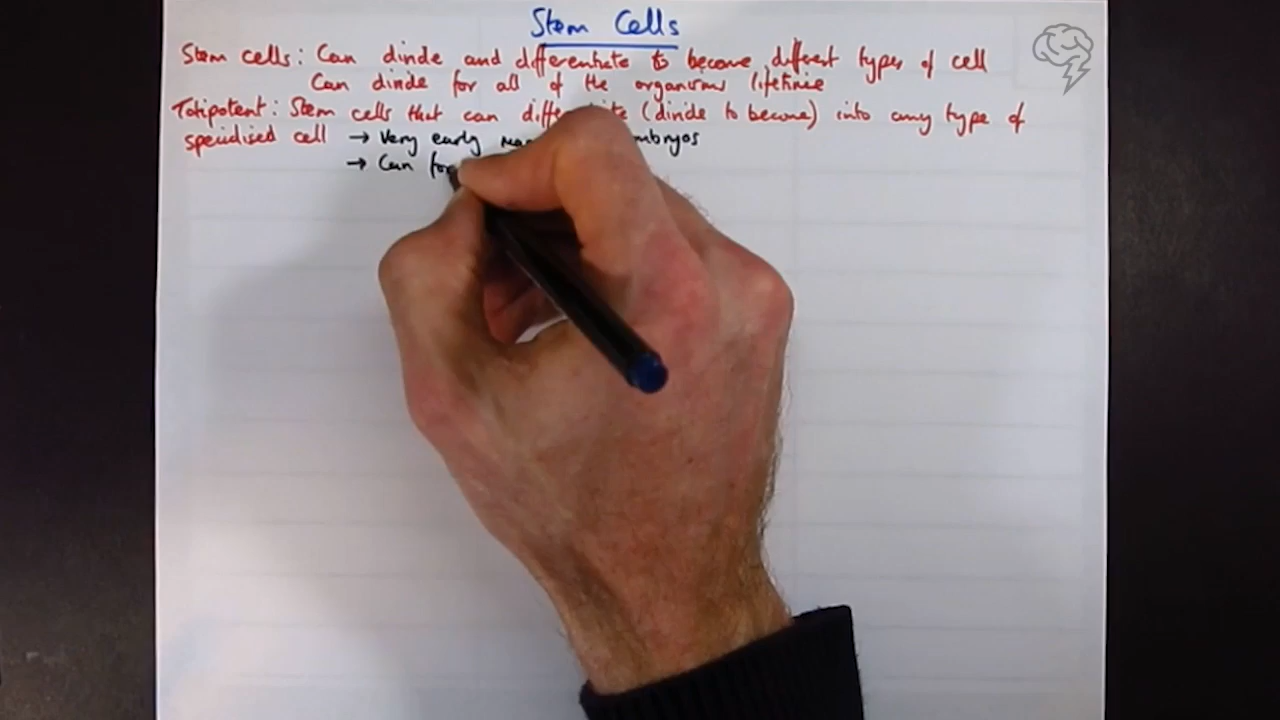 Stem Cells
Stem cells: Can divide and differentiate to become different types of cell
Can divide for all of the organisms lifetime
Totipotent: Stem cells that can (divide to become) into any type of
specialised cell → Very early
→ Can